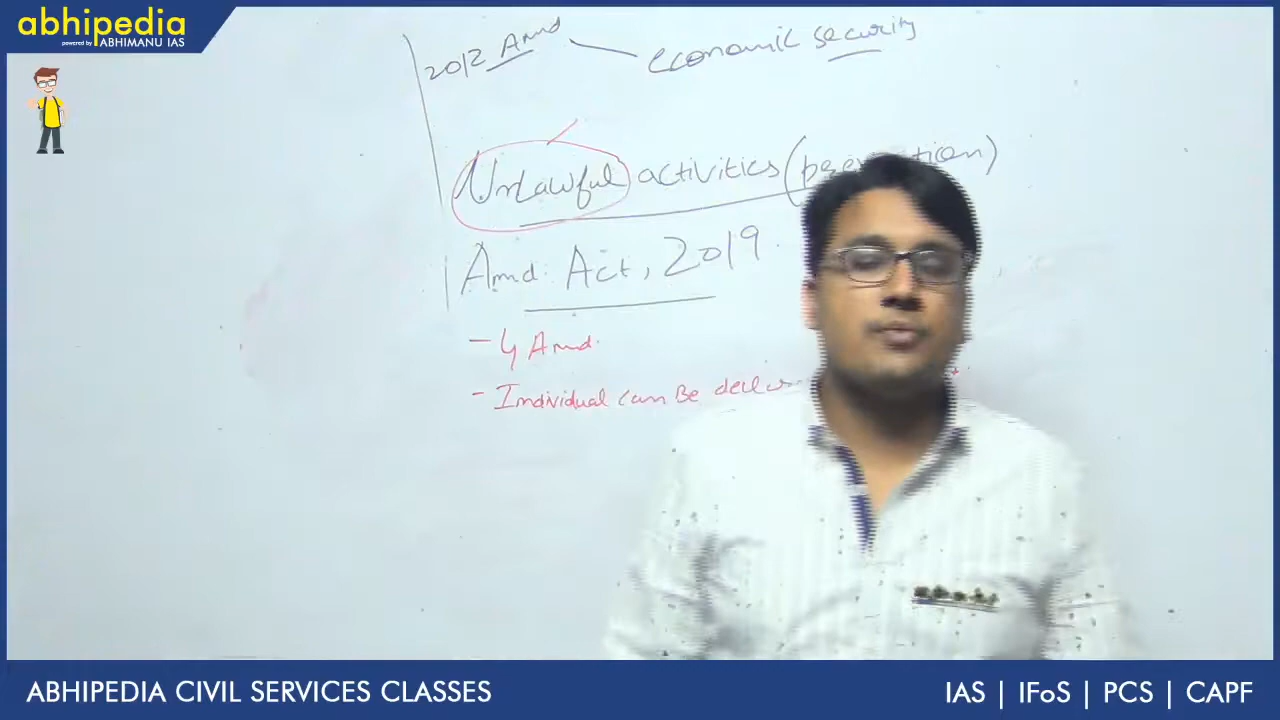 abhipedia
powered by ABHIMANU IAS
2012 Amd economic security
Unlawful activities (
Amd. Act, 2019
- 4 Amd.
- Individual can Be
ABHIPEDIA CIVIL SERVICES CLASSES
IAS | IFoS | PCS | CAPF